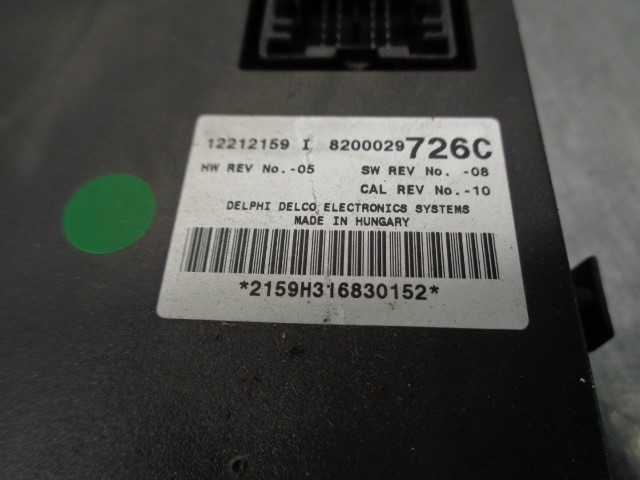 12212159 I 8200029726C
HW REV No.-05 SW REV No. -08
CAL REV No.-10
DELPHI DELCO ELECTRONICS SYSTEMS
MADE IN HUNGARY
*2159H316830152*